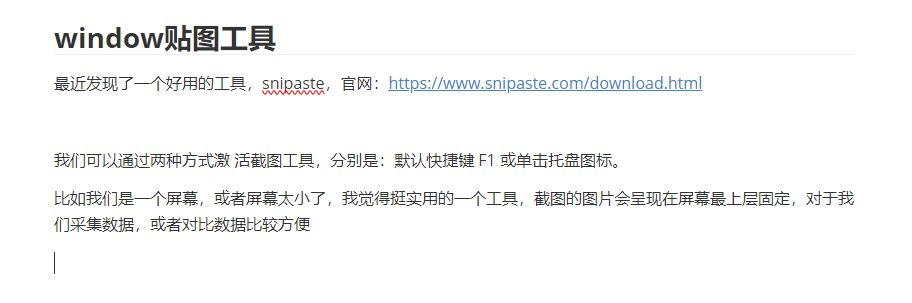 window贴图工具
最近发现了一个好用的工具，snipaste，官网：https://www.snipaste.com/download.html
我们可以通过两种方式激 活截图工具，分别是：默认快捷键 F1 或单击托盘图标。
比如我们是一个屏幕，或者屏幕太小了，我觉得挺实用的一个工具，截图的图片会呈现在屏幕最上层固定，对于我
们采集数据，或者对比数据比较方便